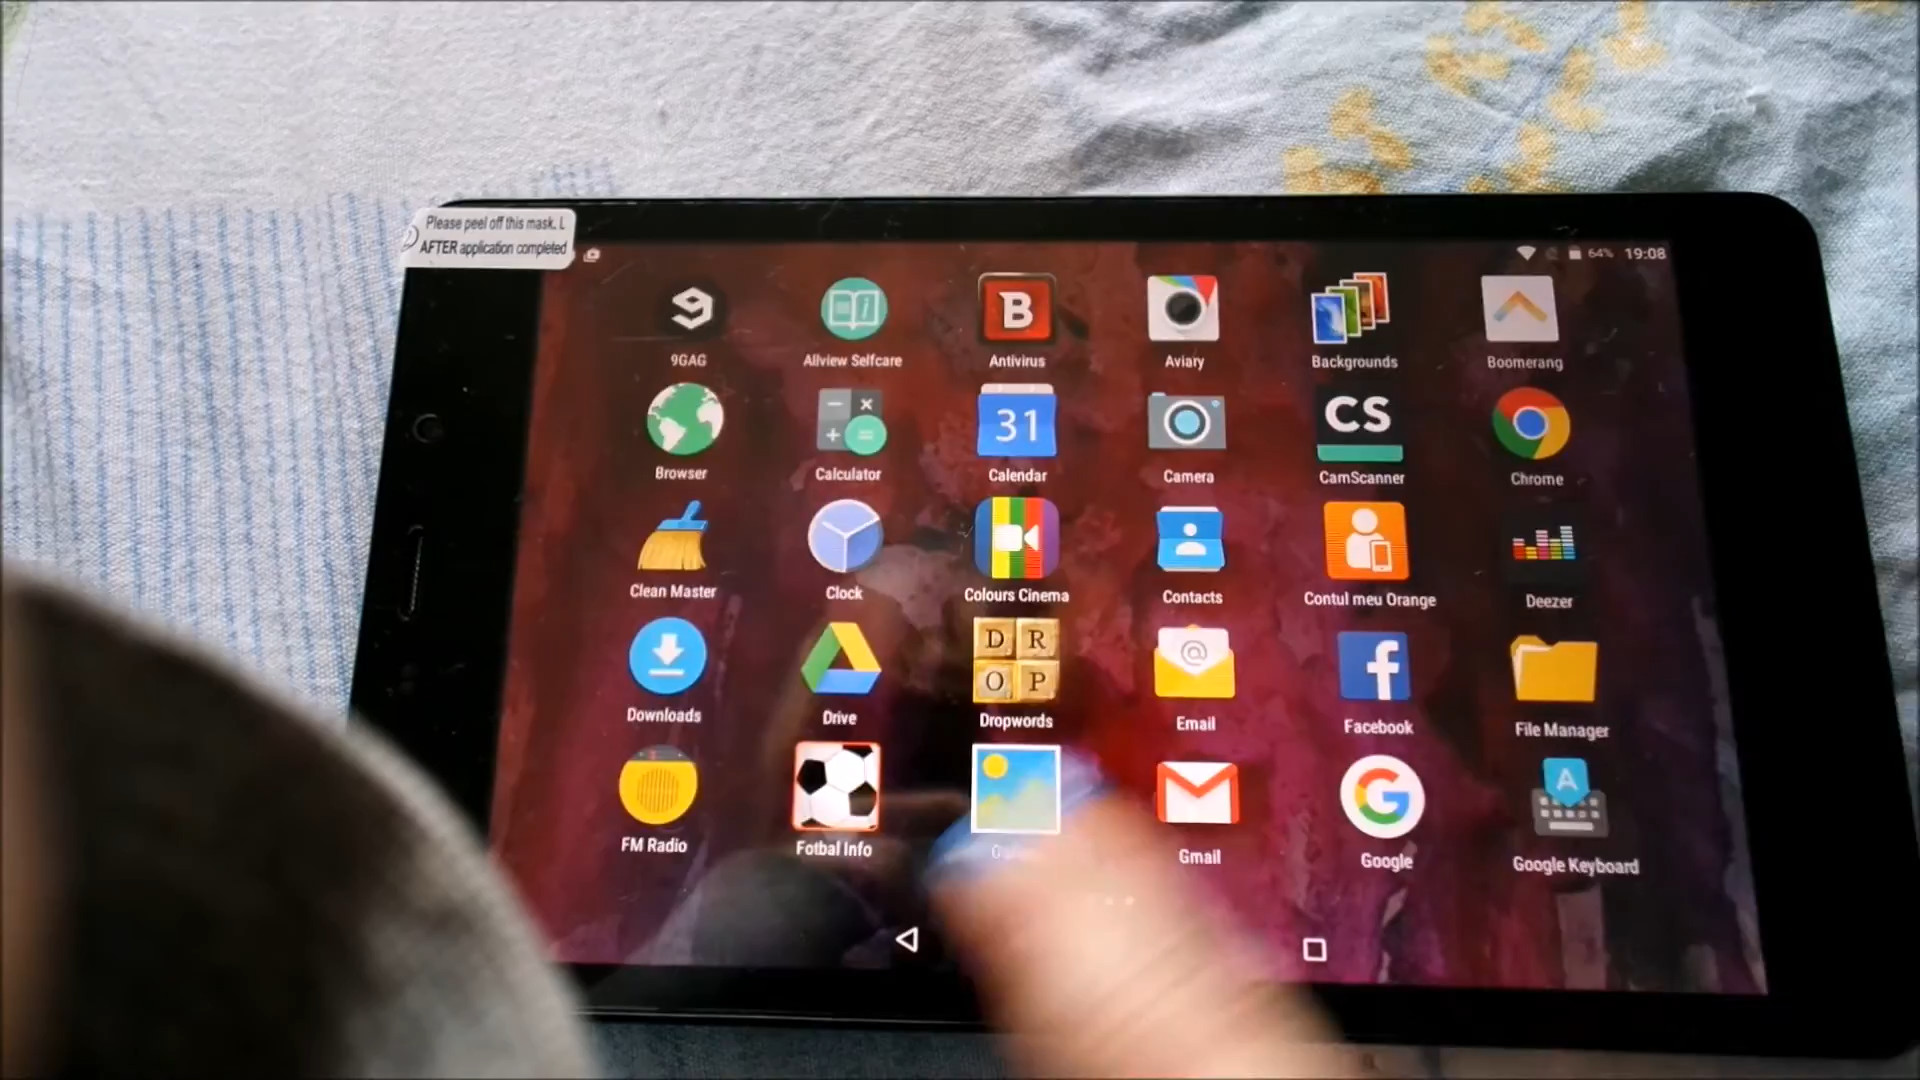 Please peel off this mask, L
AFTER application completed
64% 19:08
9GAG Allview Selfcare Antivirus Aviary Backgrounds Boomerang
31 CS
Browser Calculator Calendar Camera CamScanner Chrome
Clean Master Clock Colours Cinema Contacts Contul meu Orange Deezer
D R
O P
Downloads Drive Dropwords Email Facebook File Manager
FM Radio Fotbal Info Gmail Google Google Keyboard